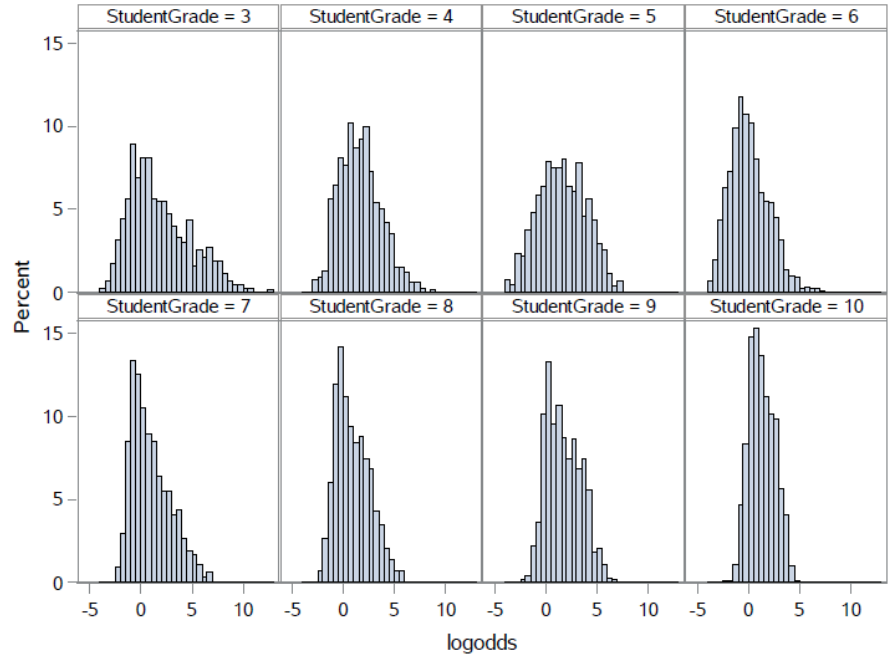 StudentGrade = 3 StudentGrade = 4 StudentGrade = 5 StudentGrade = 6
15
10
5
0
Percent
StudentGrade = 7 StudentGrade = 8 StudentGrade = 9 StudentGrade = 10
15
10
5
0
-5 0 5 10 -5 0 5 10 -5 0 5 10 -5 0 5 10
logodds